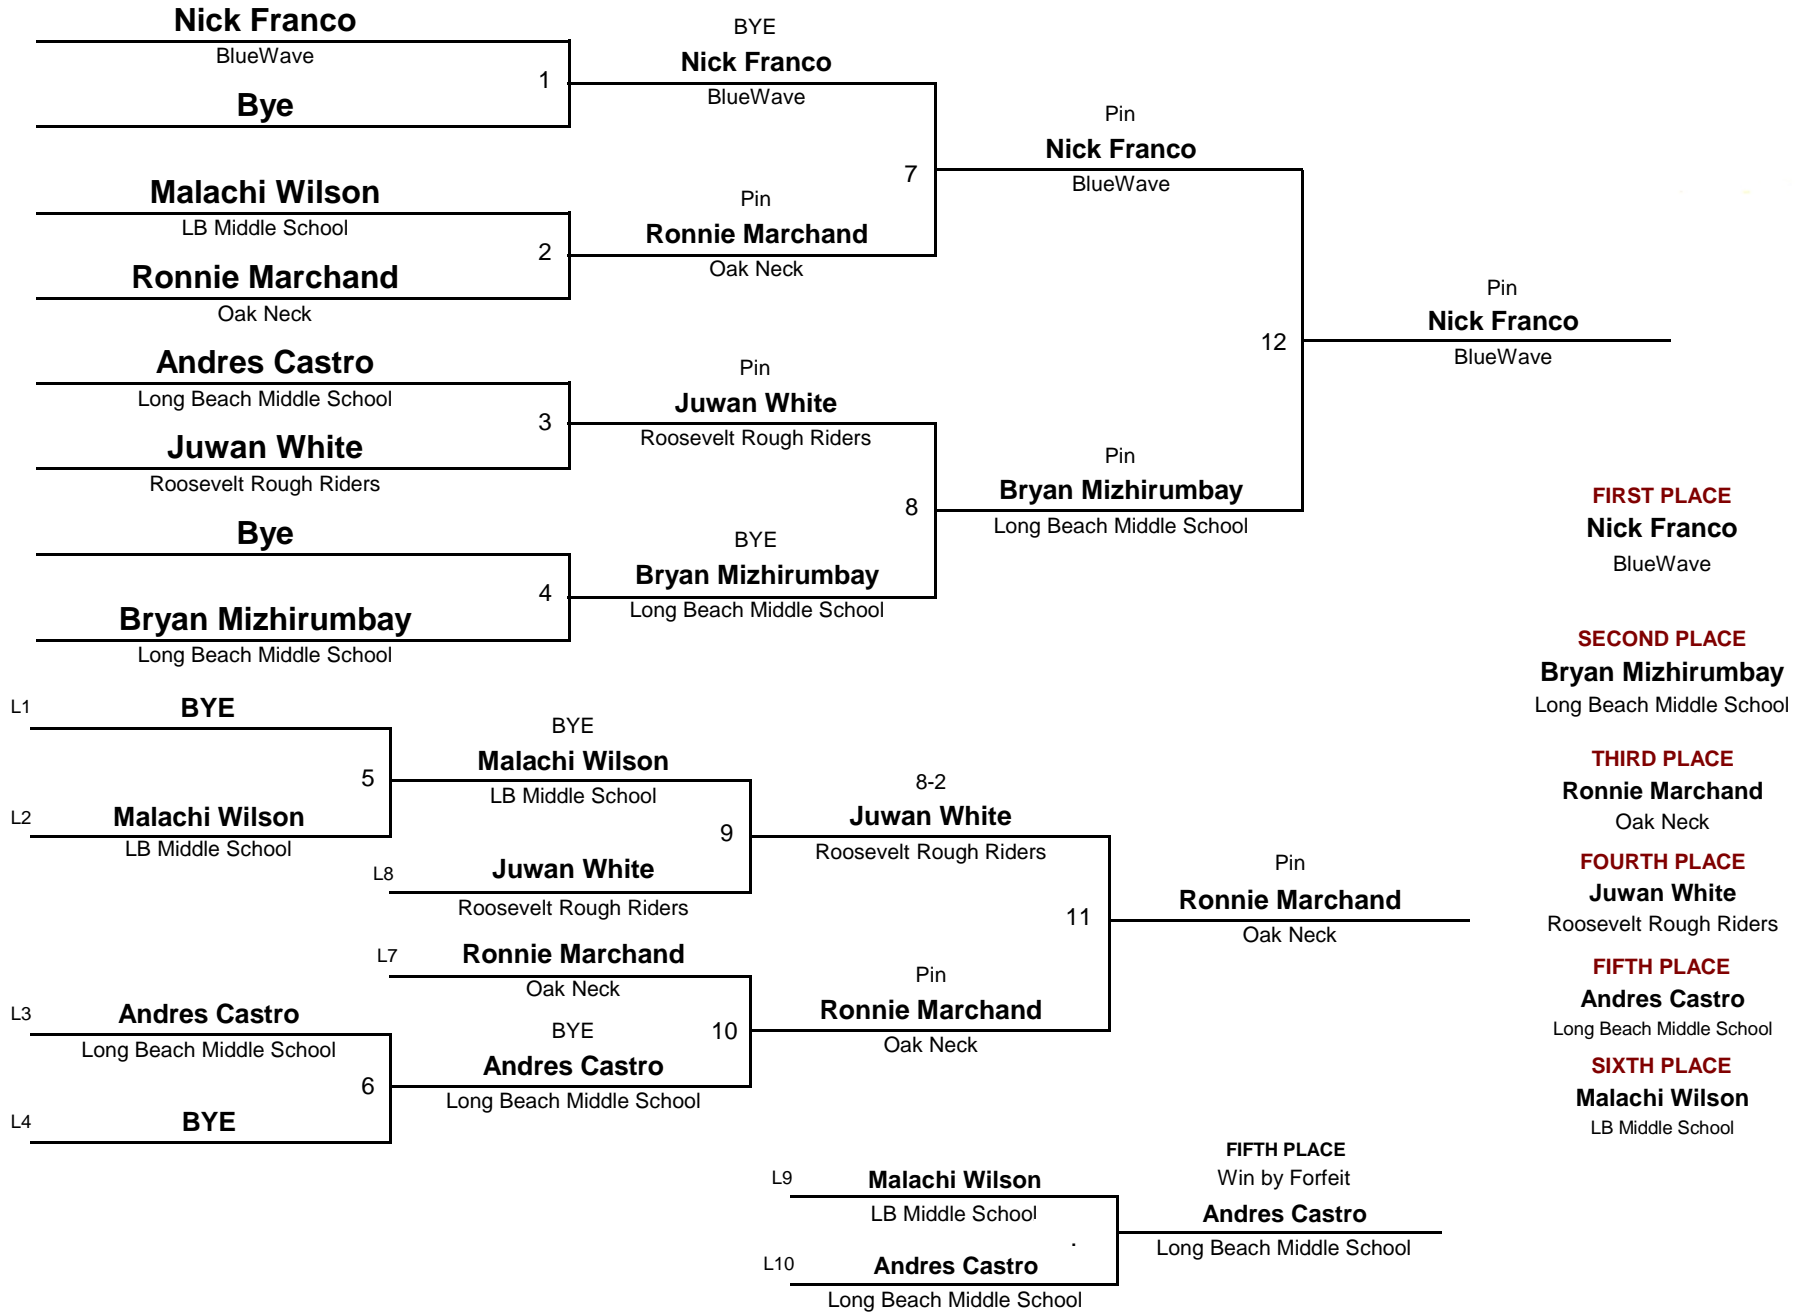 Nick Franco
BlueWave
1
Bye
BYE
Nick Franco
BlueWave
Malachi Wilson
LB Middle School
2
Ronnie Marchand
Oak Neck
Pin
Ronnie Marchand
Oak Neck
7
Pin
Nick Franco
BlueWave
Andres Castro
Long Beach Middle School
3
Juwan White
Roosevelt Rough Riders
Pin
Juwan White
Roosevelt Rough Riders
Bye
4
Bryan Mizhirumbay
Long Beach Middle School
BYE
Bryan Mizhirumbay
Long Beach Middle School
8
Pin
Bryan Mizhirumbay
Long Beach Middle School
12
Pin
Nick Franco
BlueWave
FIRST PLACE
Nick Franco
BlueWave
SECOND PLACE
Bryan Mizhirumbay
Long Beach Middle School
THIRD PLACE
Ronnie Marchand
Oak Neck
FOURTH PLACE
Juwan White
Roosevelt Rough Riders
FIFTH PLACE
Andres Castro
Long Beach Middle School
SIXTH PLACE
Malachi Wilson
LB Middle School
L1
BYE
5
L2
Malachi Wilson
LB Middle School
BYE
Malachi Wilson
LB Middle School
9
L8
Juwan White
Roosevelt Rough Riders
8-2
Juwan White
Roosevelt Rough Riders
L7
Ronnie Marchand
Oak Neck
L3
Andres Castro
Long Beach Middle School
6
L4
BYE
BYE
Andres Castro
Long Beach Middle School
10
Pin
Ronnie Marchand
Oak Neck
11
Pin
Ronnie Marchand
Oak Neck
L9
Malachi Wilson
LB Middle School
.
L10
Andres Castro
Long Beach Middle School
FIFTH PLACE
Win by Forfeit
Andres Castro
Long Beach Middle School